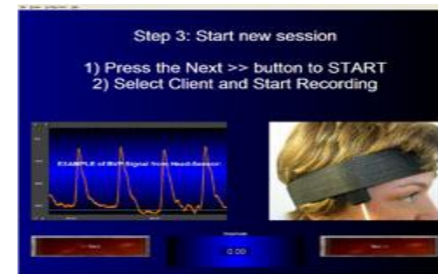 Step 3: Start new session
1) Press the Next >> button to START
2) Select Client and Start Recording
EXAMPLE of BVP Signal from Head-Sensor
0.00